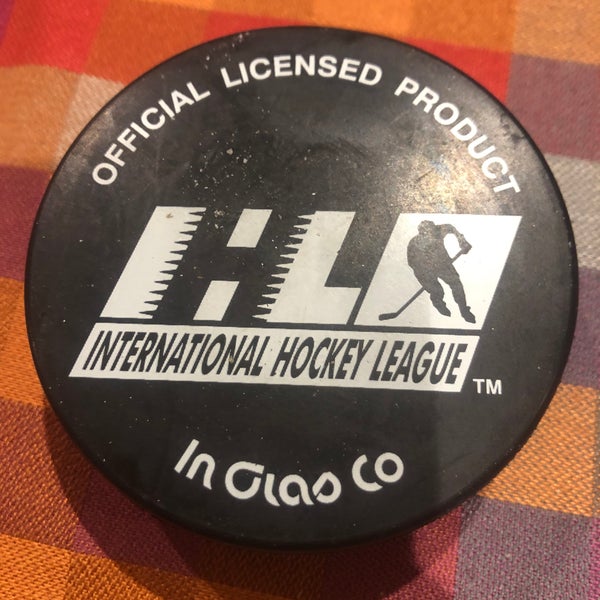 OFFICIAL LICENSED PRODUCT
IHL
INTERNATIONAL HOCKEY LEAGUE TM
In Glas Co